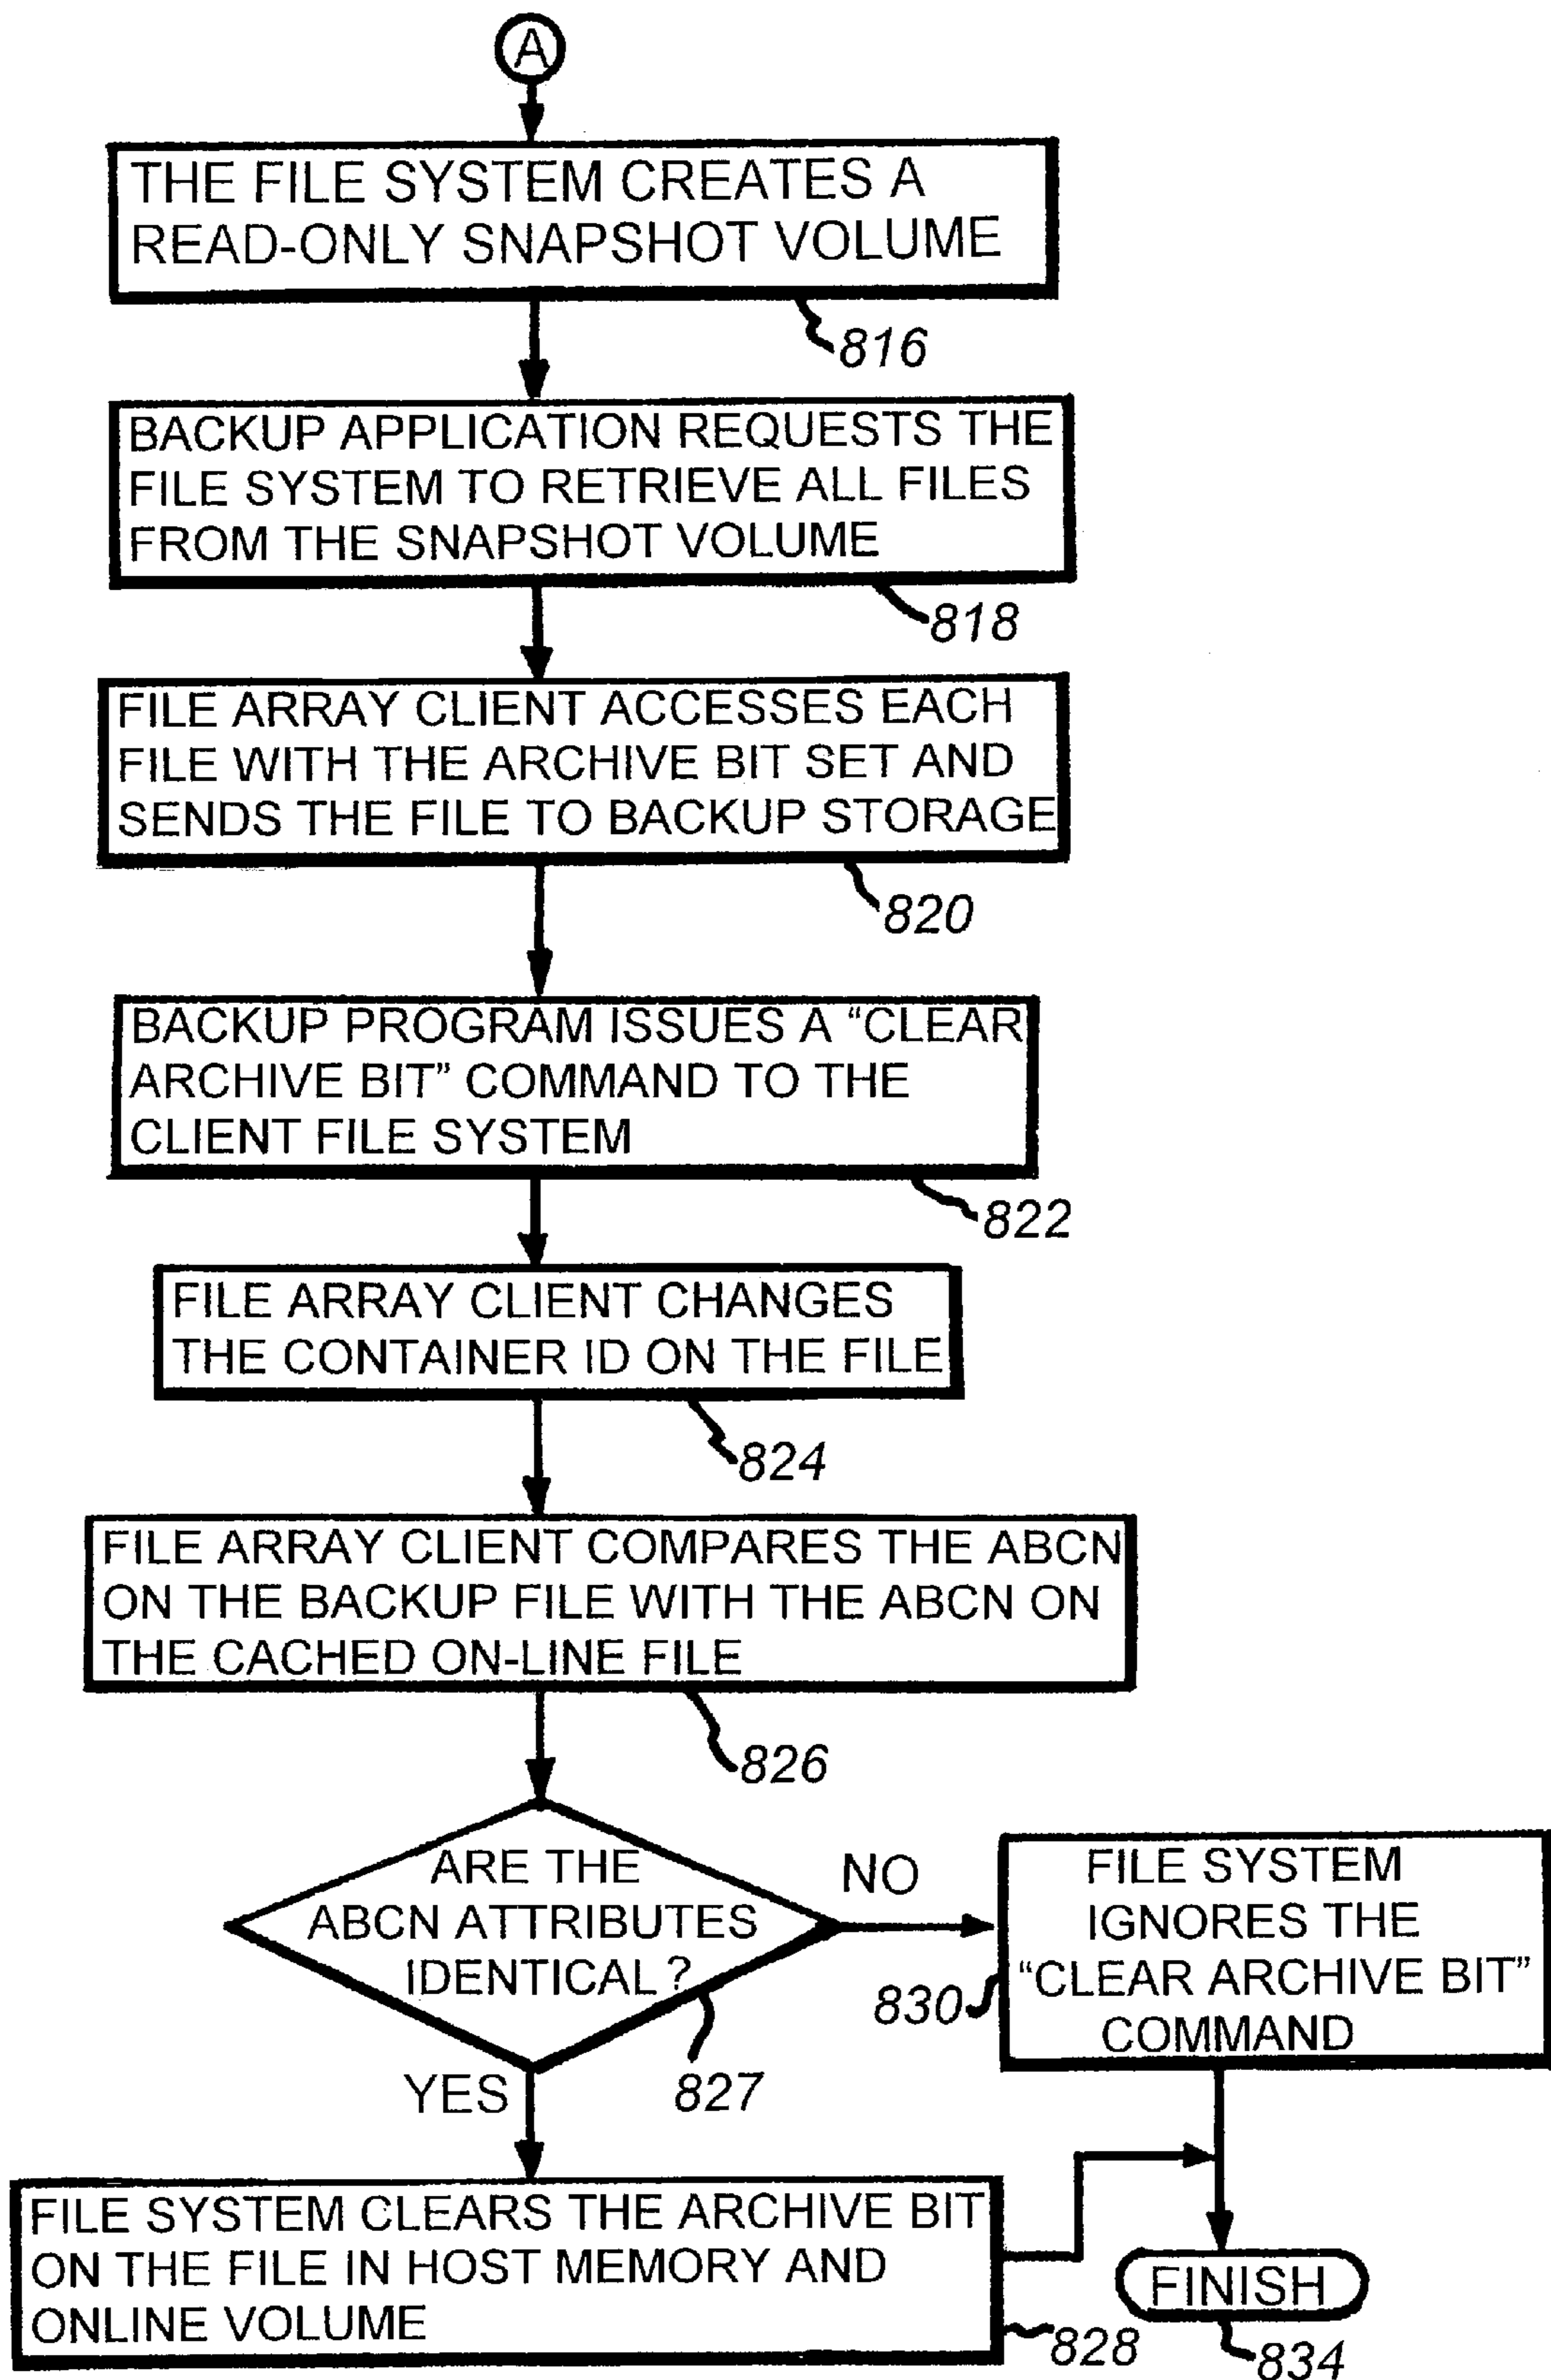 A
THE FILE SYSTEM CREATES A
READ-ONLY SNAPSHOT VOLUME
816
BACKUP APPLICATION REQUESTS THE
FILE SYSTEM TO RETRIEVE ALL FILES
FROM THE SNAPSHOT VOLUME
818
FILE ARRAY CLIENT ACCESSES EACH
FILE WITH THE ARCHIVE BIT SET AND
SENDS THE FILE TO BACKUP STORAGE
820
BACKUP PROGRAM ISSUES A “CLEAR
ARCHIVE BIT” COMMAND TO THE
CLIENT FILE SYSTEM
822
FILE ARRAY CLIENT CHANGES
THE CONTAINER ID ON THE FILE
824
FILE ARRAY CLIENT COMPARES THE ABCN
ON THE BACKUP FILE WITH THE ABCN ON
THE CACHED ON-LINE FILE
826
ARE THE
ABCN ATTRIBUTES
IDENTICAL?
827
NO
FILE SYSTEM
IGNORES THE
“CLEAR ARCHIVE BIT”
COMMAND
830
YES
FILE SYSTEM CLEARS THE ARCHIVE BIT
ON THE FILE IN HOST MEMORY AND
ONLINE VOLUME
828
FINISH
834